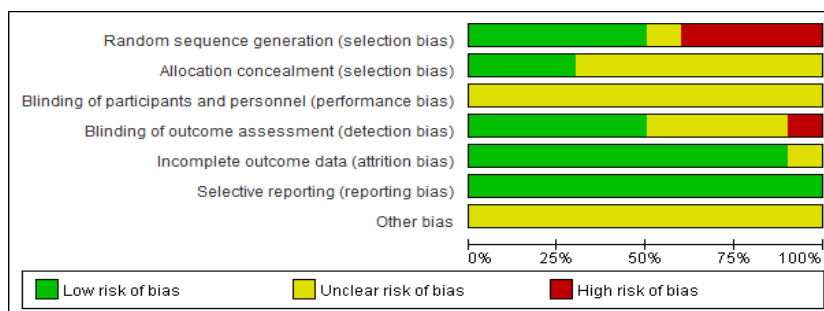 Random sequence generation (selection bias)
Allocation concealment (selection bias)
Blinding of participants and personnel (performance bias)
Blinding of outcome assessment (detection bias)
Incomplete outcome data (attrition bias)
Selective reporting (reporting bias)
Other bias
0% 25% 50% 75% 100%
Low risk of bias Unclear risk of bias High risk of bias